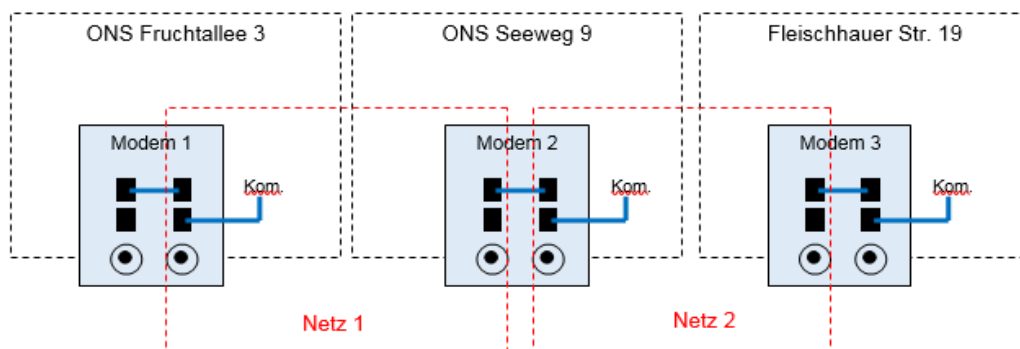 ONS Fruchtallee 3
ONS Seeweg 9
Fleischhauer Str. 19
Modem 1
Kom.
Modem 2
Kom.
Modem 3
Kom.
Netz 1
Netz 2